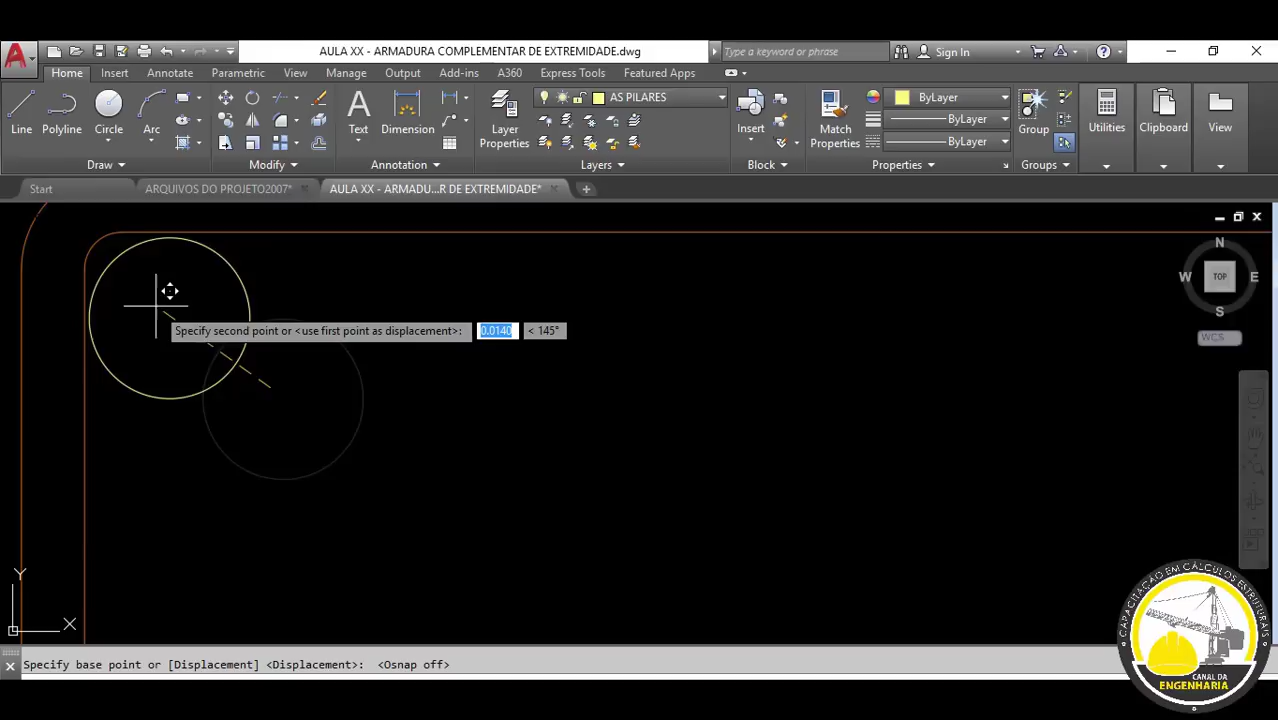 AULA XX - ARMADURA COMPLEMENTAR DE EXTREMIDADE.dwg
Type a keyword or phrase
Sign In
Home
Insert
Annotate
Parametric
View
Manage
Output
Add-ins
A360
Express Tools
Featured Apps
Line
Polyline
Circle
Arc
Text
Dimension
Layer Properties
AS PILARES
Insert
Match Properties
ByLayer
ByLayer
ByLayer
Group
Utilities
Clipboard
View
Draw
Modify
Annotation
Layers
Block
Properties
Groups
Start
ARQUIVOS DO PROJETO2007*
AULA XX - ARMADU...R DE EXTREMIDADE*
N
W
TOP
E
S
WCS
Specify second point or <use first point as displacement>:
0.0140
< 145°
Y
X
Specify base point or [Displacement] <Displacement>: <Osnap off>
CAPACITAÇÃO EM CÁLCULOS ESTRUTURAIS
CANAL DA
ENGENHARIA